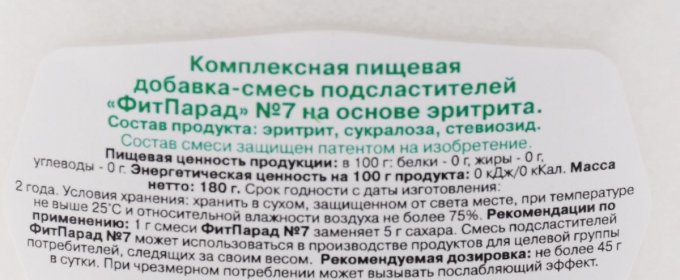 Комплексная пищевая
добавка-смесь подсластителей
«ФитПарад» №7 на основе эритрита.
Состав продукта: эритрит, сукралоза, стевиозид.
Состав смеси защищен патентом на изобретение.
Пищевая ценность продукции: в 100 г: белки - 0 г, жиры - 0 г,
углеводы - 0 г. Энергетическая ценность на 100 г продукта: 0 кДж/0 кКал. Масса
нетто: 180 г. Срок годности с даты изготовления:
2 года. Условия хранения: хранить в сухом, защищенном от света месте, при температуре
не выше 25°С и относительной влажности воздуха не более 75%. Рекомендации по
применению: 1 г смеси ФитПарад №7 заменяет 5 г сахара. Смесь подсластителей
ФитПарад №7 может использоваться в производстве продуктов для целевой группы
потребителей, следящих за своим весом. Рекомендуемая дозировка: не более 45 г
в сутки. При чрезмерном потреблении может вызывать послабляющий эффект.